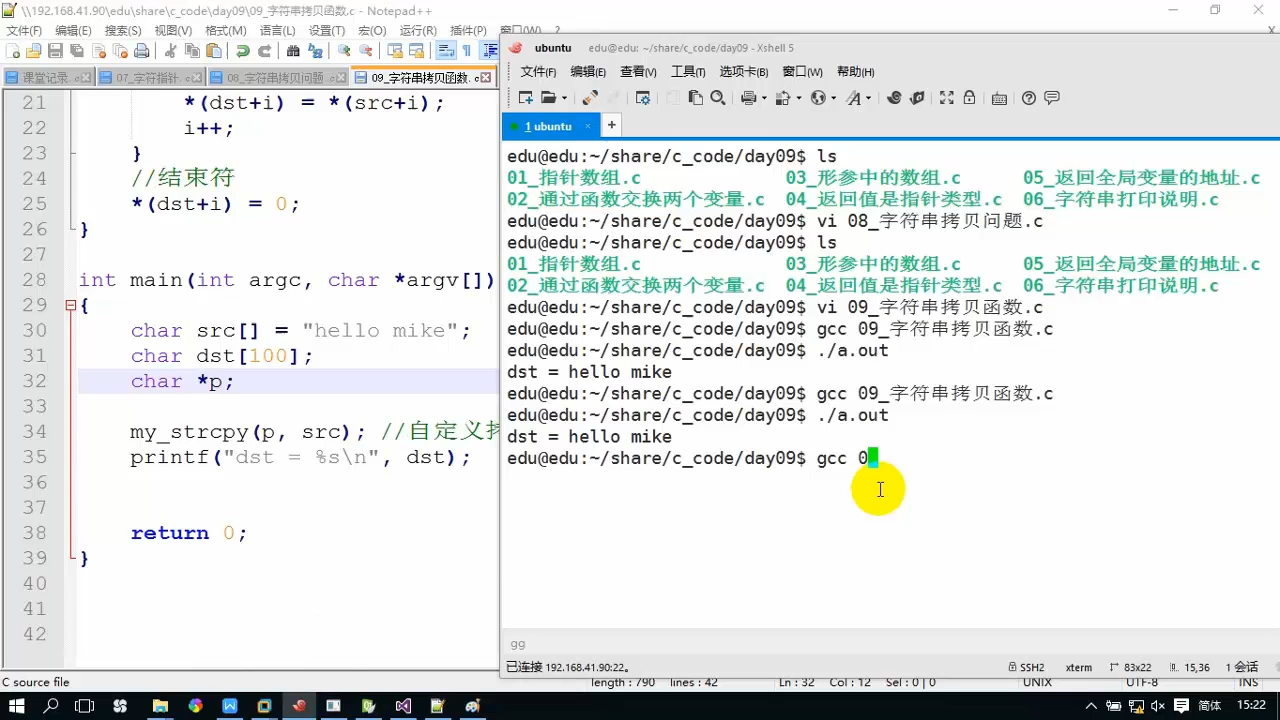 \\192.168.41.90\edu\share\c_code\day09\09_字符串拷贝函数.c - Notepad++
文件(F) 编辑(E) 搜索(S) 视图(V) 格式(M) 语言(L) 设置(T) 宏(O) 运行(R) 插件(P) 窗口(W) ?
课堂记录.c 07_字符指针 08_字符串拷贝问题 09_字符串拷贝函数.c
21 *(dst+i) = *(src+i);
22 i++;
23 }
24 //结束符
25 *(dst+i) = 0;
26 }
27
28 int main(int argc, char *argv[])
29 {
30 char src[] = "hello mike";
31 char dst[100];
32 char *p;
33
34 my_strcpy(p, src); //自定义
35 printf("dst = %s\n", dst);
36
37
38 return 0;
39 }
40
41
42
C source file length : 790 lines : 42 Ln : 32 Col : 12 Sel : 0 | 0 UNIX UTF-8 INS
ubuntu edu@edu: ~/share/c_code/day09 - Xshell 5
文件(F) 编辑(E) 查看(V) 工具(T) 选项卡(B) 窗口(W) 帮助(H)
1 ubuntu
edu@edu:~/share/c_code/day09$ ls
01_指针数组.c 03_形参中的数组.c 05_返回全局变量的地址.c
02_通过函数交换两个变量.c 04_返回值是指针类型.c 06_字符串打印说明.c
edu@edu:~/share/c_code/day09$ vi 08_字符串拷贝问题.c
edu@edu:~/share/c_code/day09$ ls
01_指针数组.c 03_形参中的数组.c 05_返回全局变量的地址.c
02_通过函数交换两个变量.c 04_返回值是指针类型.c 06_字符串打印说明.c
edu@edu:~/share/c_code/day09$ vi 09_字符串拷贝函数.c
edu@edu:~/share/c_code/day09$ gcc 09_字符串拷贝函数.c
edu@edu:~/share/c_code/day09$ ./a.out
dst = hello mike
edu@edu:~/share/c_code/day09$ gcc 09_字符串拷贝函数.c
edu@edu:~/share/c_code/day09$ ./a.out
dst = hello mike
edu@edu:~/share/c_code/day09$ gcc 0
gg
已连接 192.168.41.90:22。 SSH2 xterm 83x22 15,36 1 会话
简体 15:22